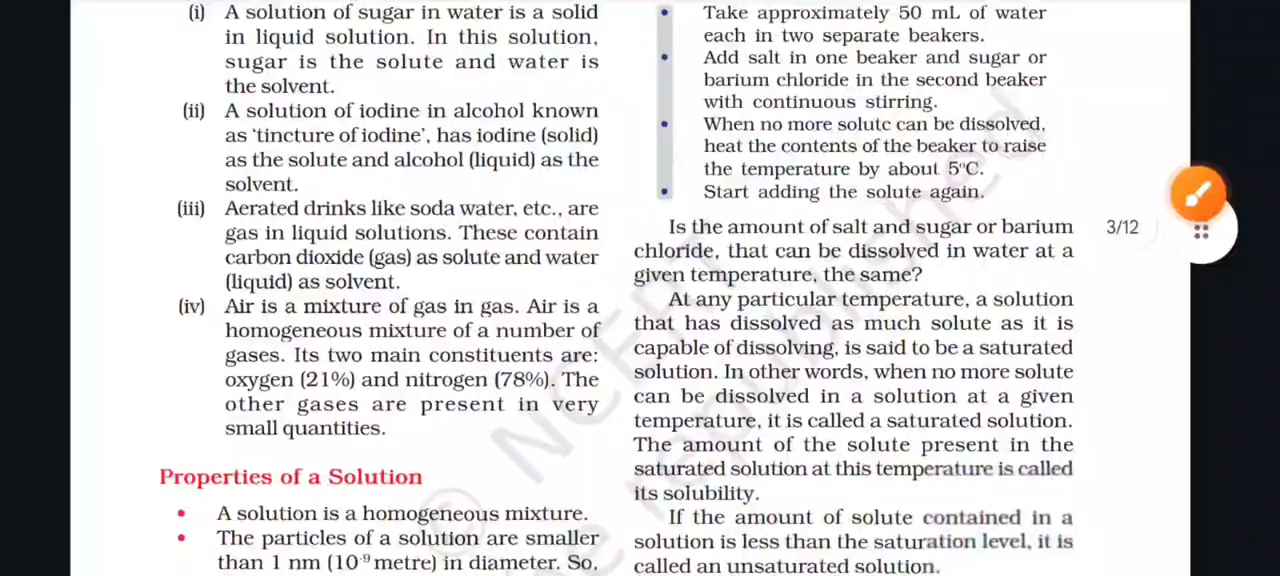 (i) A solution of sugar in water is a solid
in liquid solution. In this solution,
sugar is the solute and water is
the solvent.
(ii) A solution of iodine in alcohol known
as 'tincture of iodine', has iodine (solid)
as the solute and alcohol (liquid) as the
solvent.
(iii) Aerated drinks like soda water, etc., are
gas in liquid solutions. These contain
carbon dioxide (gas) as solute and water
(liquid) as solvent.
(iv) Air is a mixture of gas in gas. Air is a
homogeneous mixture of a number of
gases. Its two main constituents are:
oxygen (21%) and nitrogen (78%). The
other gases are present in very
small quantities.
Properties of a Solution
• A solution is a homogeneous mixture.
• The particles of a solution are smaller
than 1 nm (10⁻⁹ metre) in diameter. So,
• Take approximately 50 mL of water
each in two separate beakers.
• Add salt in one beaker and sugar or
barium chloride in the second beaker
with continuous stirring.
• When no more solute can be dissolved,
heat the contents of the beaker to raise
the temperature by about 5°C.
• Start adding the solute again.
Is the amount of salt and sugar or barium
chloride, that can be dissolved in water at a
given temperature, the same?
At any particular temperature, a solution
that has dissolved as much solute as it is
capable of dissolving, is said to be a saturated
solution. In other words, when no more solute
can be dissolved in a solution at a given
temperature, it is called a saturated solution.
The amount of the solute present in the
saturated solution at this temperature is called
its solubility.
If the amount of solute contained in a
solution is less than the saturation level, it is
called an unsaturated solution.
3/12
© NCERT
be republished